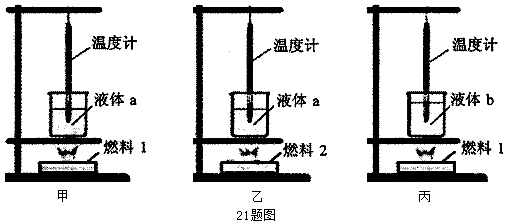 温度计
液体 a
燃料 1
甲
温度计
液体 a
燃料 2
乙
温度计
液体 b
燃料 1
丙
21题图